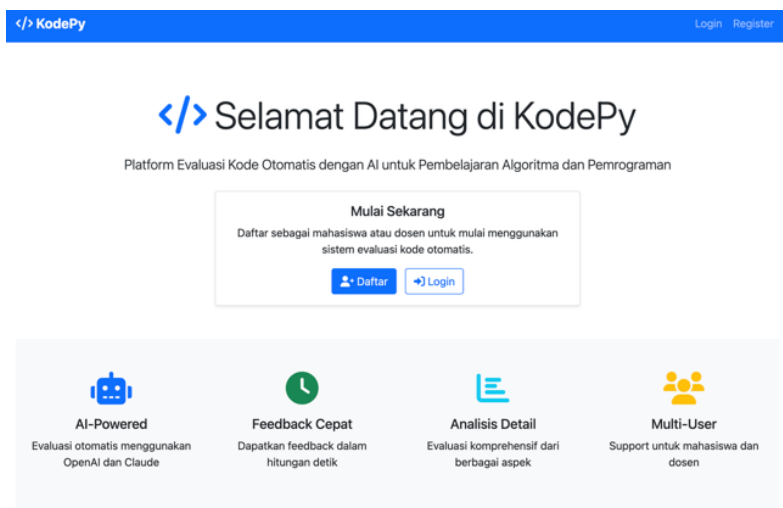 </> KodePy
Login Register
</> Selamat Datang di KodePy
Platform Evaluasi Kode Otomatis dengan AI untuk Pembelajaran Algoritma dan Pemrograman
Mulai Sekarang
Daftar sebagai mahasiswa atau dosen untuk mulai menggunakan
sistem evaluasi kode otomatis.
Daftar
Login
AI-Powered
Evaluasi otomatis menggunakan
OpenAI dan Claude
Feedback Cepat
Dapatkan feedback dalam
hitungan detik
Analisis Detail
Evaluasi komprehensif dari
berbagai aspek
Multi-User
Support untuk mahasiswa dan
dosen